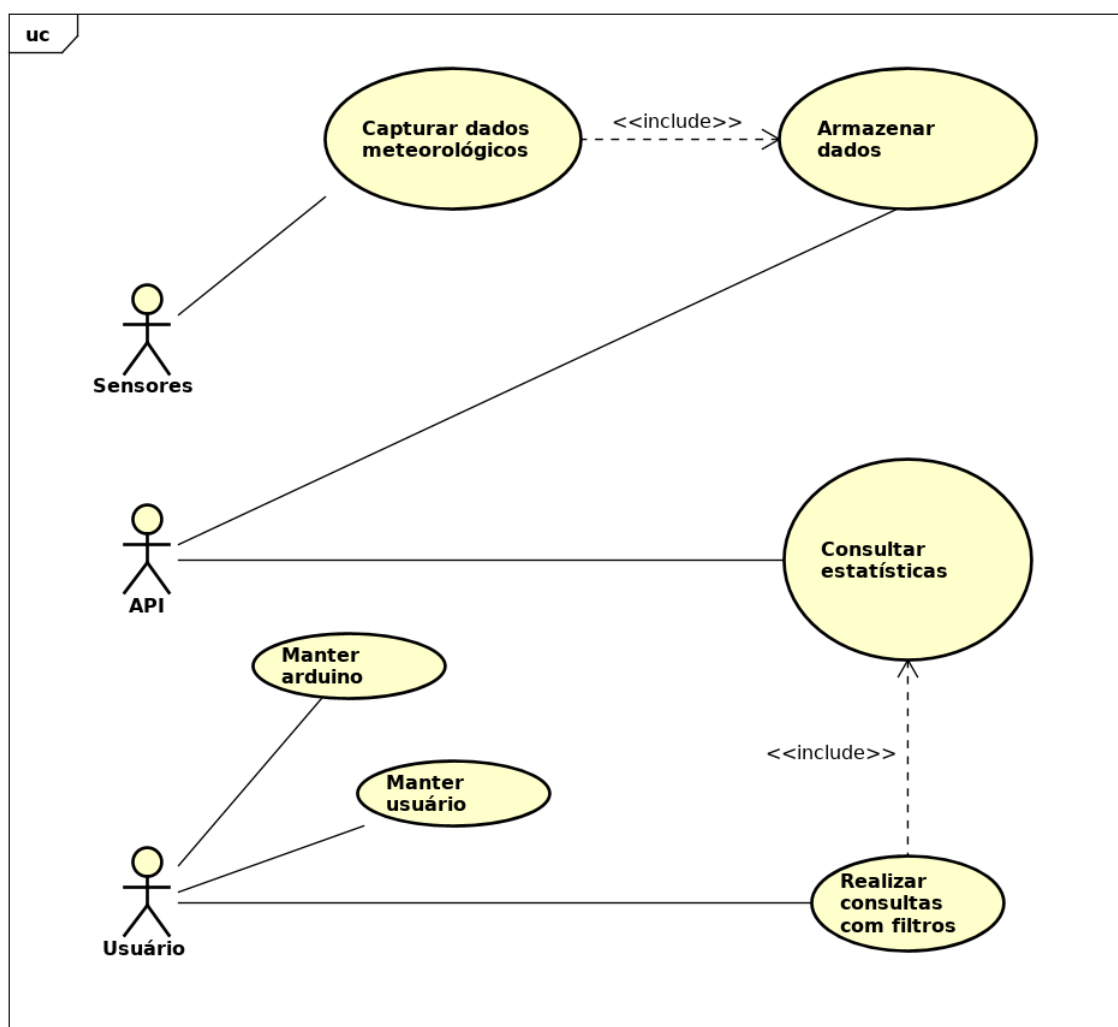 uc
Capturar dados
meteorológicos
<<include>>
Armazenar
dados
Sensores
API
Consultar
estatísticas
Manter
arduino
<<include>>
Manter
usuário
Usuário
Realizar
consultas
com filtros